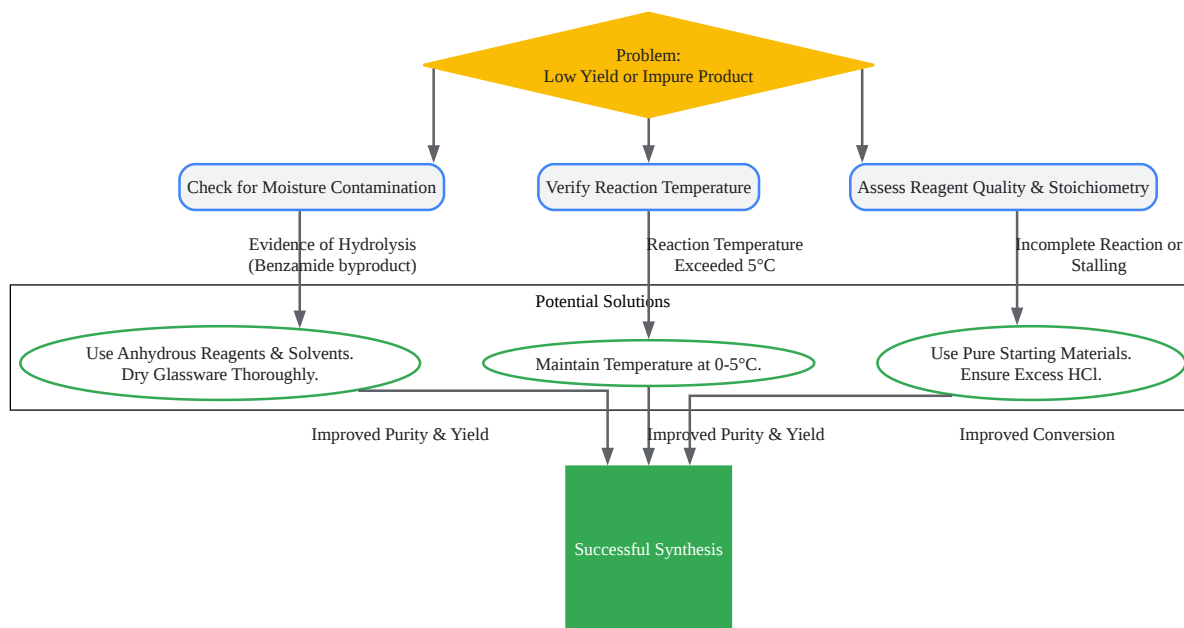 Problem:
Low Yield or Impure Product
Check for Moisture Contamination
Verify Reaction Temperature
Assess Reagent Quality & Stoichiometry
Evidence of Hydrolysis
(Benzamide byproduct)
Reaction Temperature
Exceeded 5°C
Incomplete Reaction or
Stalling
Potential Solutions
Use Anhydrous Reagents & Solvents.
Dry Glassware Thoroughly.
Maintain Temperature at 0-5°C.
Use Pure Starting Materials.
Ensure Excess HCl.
Improved Purity & Yield
Improved Purity & Yield
Improved Conversion
Successful Synthesis